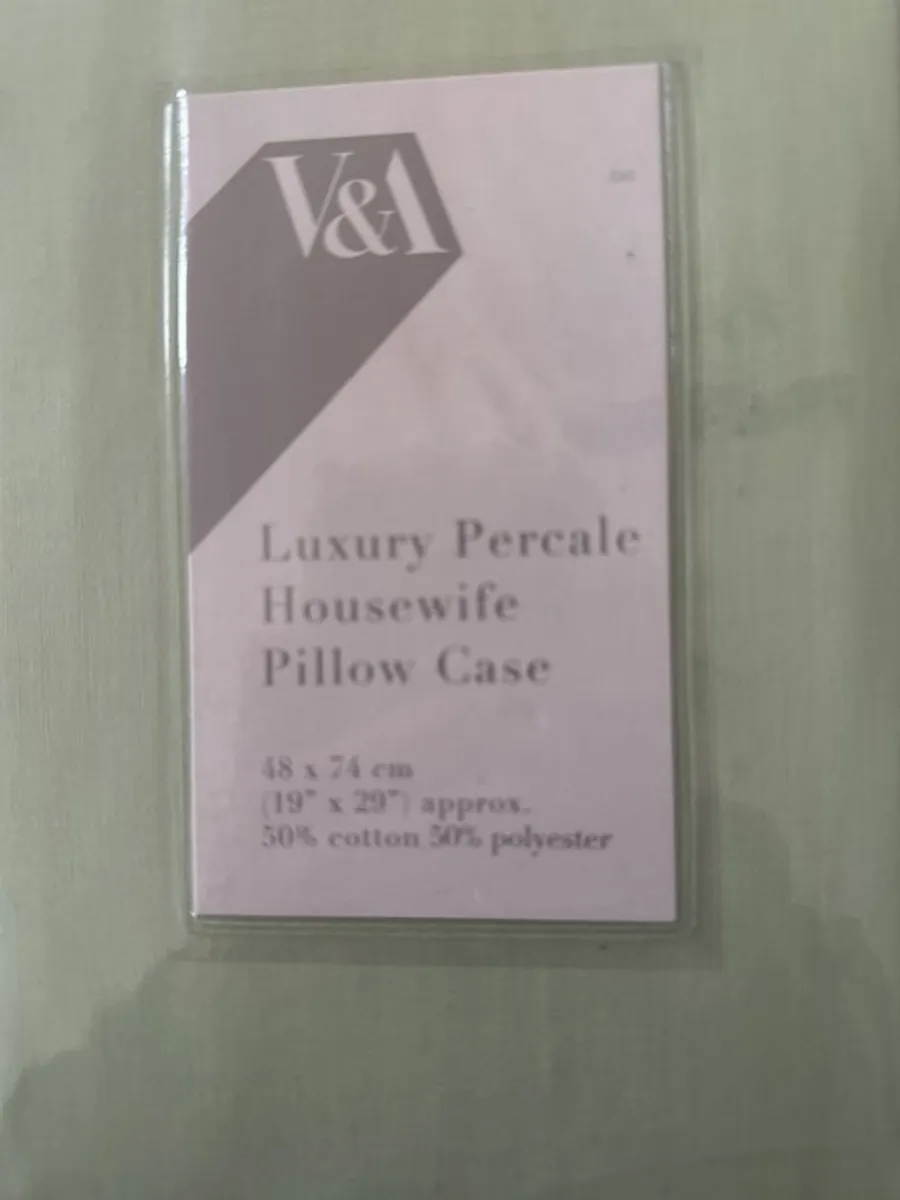 V&A
Luxury Percale
Housewife
Pillow Case
48 x 74 cm
(19" x 29") approx.
50% cotton 50% polyester